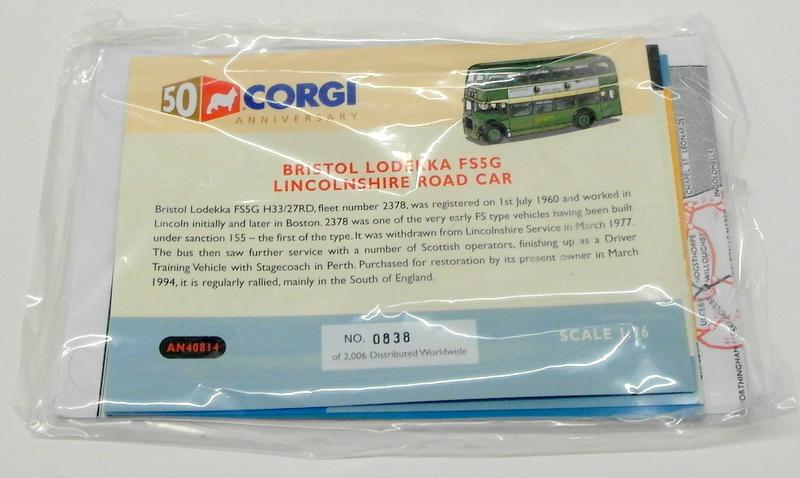 50 CORGI
ANNIVERSARY
BRISTOL LODEKKA FS5G
LINCOLNSHIRE ROAD CAR
Bristol Lodekka FS5G H33/27RD, fleet number 2378, was registered on 1st July 1960 and worked in
Lincoln initially and later in Boston. 2378 was one of the very early FS type vehicles having been built
under sanction 155 – the first of the type. It was withdrawn from Lincolnshire Service in March 1977.
The bus then saw further service with a number of Scottish operators, finishing up as a Driver
Training Vehicle with Stagecoach in Perth. Purchased for restoration by its present owner in March
1994, it is regularly rallied, mainly in the South of England.
AN40814
NO. 0838
of 2,006 Distributed Worldwide
SCALE 1:76
CHAPEL ST. LEONARDS
INGOLDMELLS
HOGSTHORPE
WILLOUGHBY